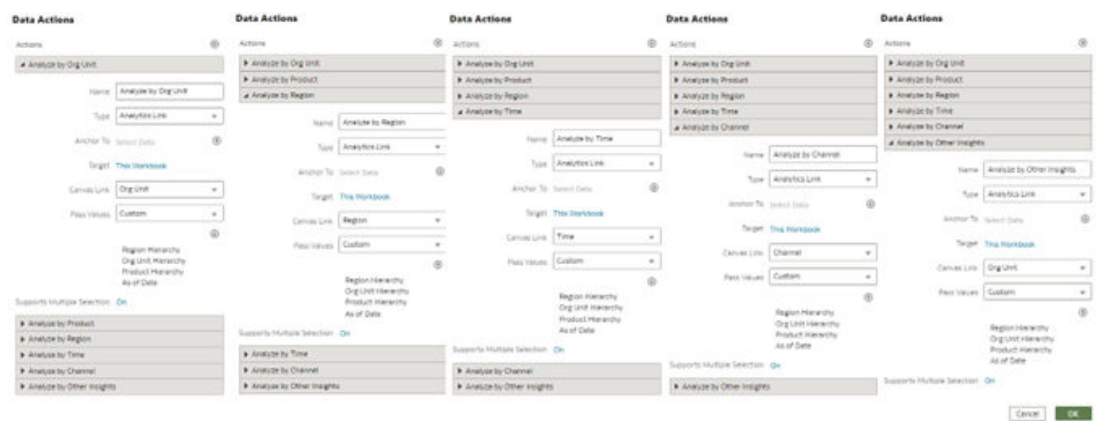 Data Actions
Actions
Analyze by Org Unit
Name Analyze by Org Unit
Type Analytics Link
Anchor To Select Data
Target This Workbook
Canvas Link Org Unit
Pass Values Custom
Region Hierarchy
Org Unit Hierarchy
Product Hierarchy
As of Date
Supports Multiple Selection On
Analyze by Product
Analyze by Region
Analyze by Time
Analyze by Channel
Analyze by Other Insights
Data Actions
Actions
Analyze by Org Unit
Analyze by Product
Analyze by Region
Name Analyze by Region
Type Analytics Link
Anchor To Select Data
Target This Workbook
Canvas Link Region
Pass Values Custom
Region Hierarchy
Org Unit Hierarchy
Product Hierarchy
As of Date
Supports Multiple Selection On
Analyze by Time
Analyze by Channel
Analyze by Other Insights
Data Actions
Actions
Analyze by Org Unit
Analyze by Product
Analyze by Region
Analyze by Time
Name Analyze by Time
Type Analytics Link
Anchor To Select Data
Target This Workbook
Canvas Link Time
Pass Values Custom
Region Hierarchy
Org Unit Hierarchy
Product Hierarchy
As of Date
Supports Multiple Selection On
Analyze by Channel
Analyze by Other Insights
Data Actions
Actions
Analyze by Org Unit
Analyze by Product
Analyze by Region
Analyze by Time
Analyze by Channel
Name Analyze by Channel
Type Analytics Link
Anchor To Select Data
Target This Workbook
Canvas Link Channel
Pass Values Custom
Region Hierarchy
Org Unit Hierarchy
Product Hierarchy
As of Date
Supports Multiple Selection On
Analyze by Other Insights
Data Actions
Actions
Analyze by Org Unit
Analyze by Product
Analyze by Region
Analyze by Time
Analyze by Channel
Analyze by Other Insights
Name Analyze by Other Insights
Type Analytics Link
Anchor To Select Data
Target This Workbook
Canvas Link Org Unit
Pass Values Custom
Region Hierarchy
Org Unit Hierarchy
Product Hierarchy
As of Date
Supports Multiple Selection On
Cancel OK